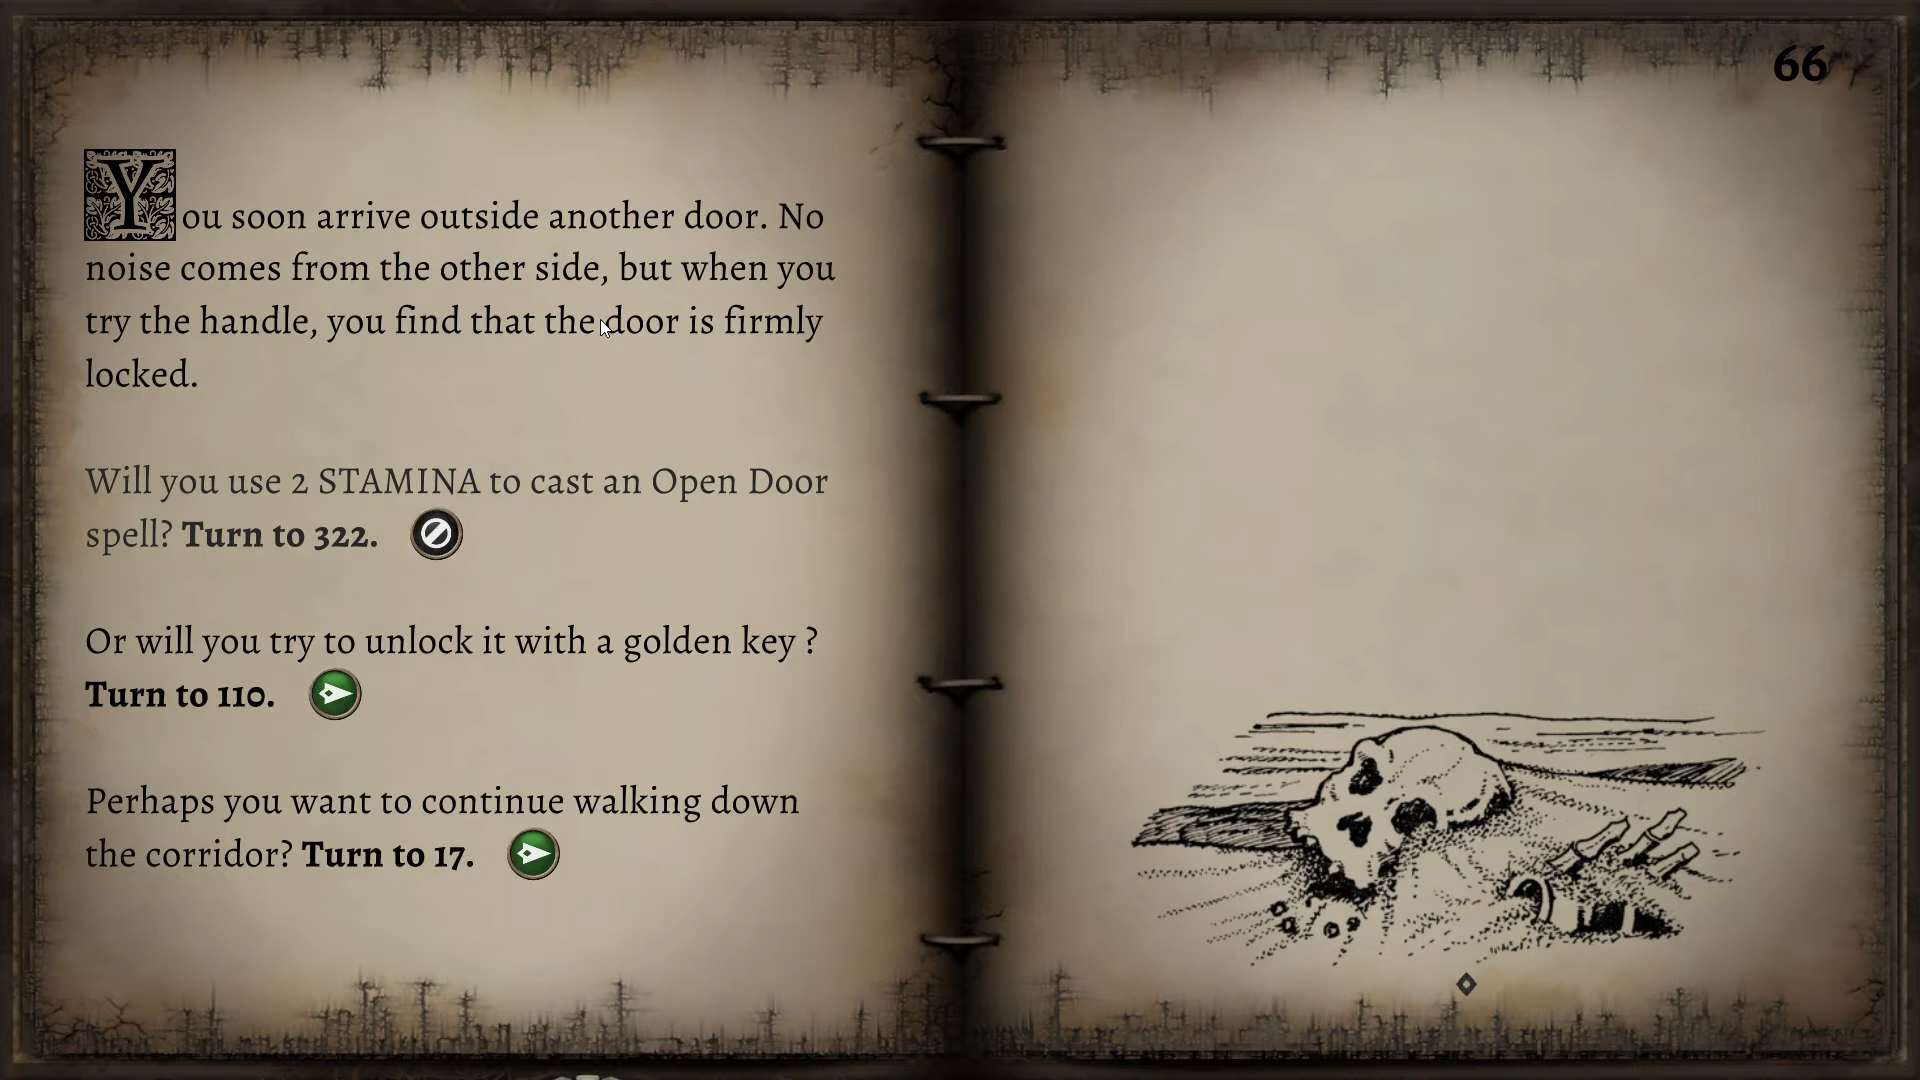 66
You soon arrive outside another door. No
noise comes from the other side, but when you
try the handle, you find that the door is firmly
locked.
Will you use 2 STAMINA to cast an Open Door
spell? Turn to 322.
Or will you try to unlock it with a golden key ?
Turn to 110.
Perhaps you want to continue walking down
the corridor? Turn to 17.